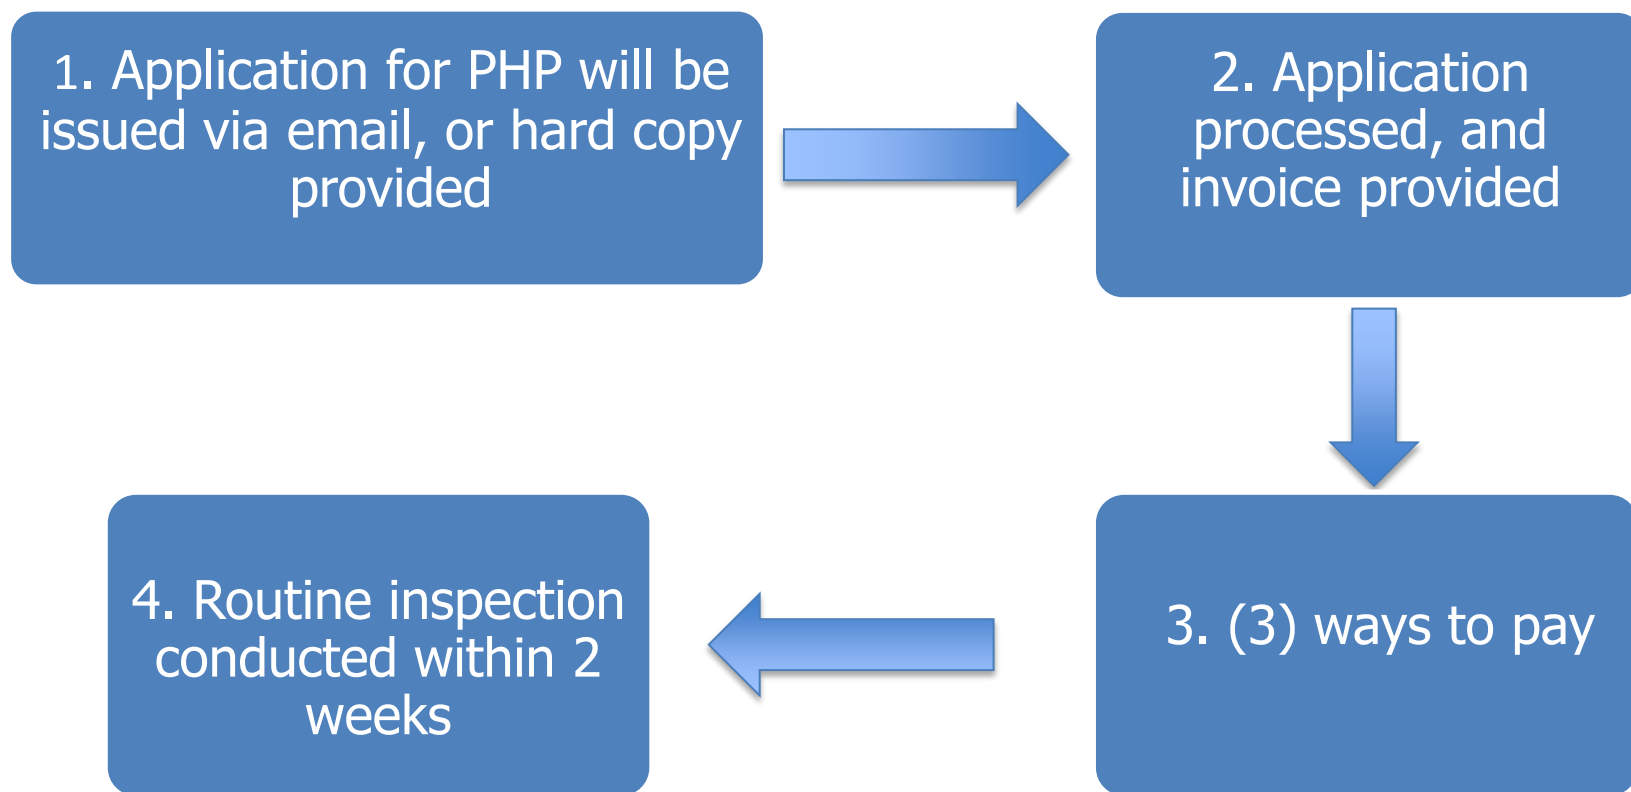 1. Application for PHP will be
issued via email, or hard copy
provided
2. Application
processed, and
invoice provided
3. (3) ways to pay
4. Routine inspection
conducted within 2
weeks